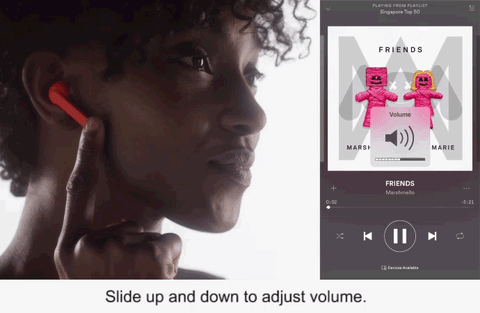 PLAYING FROM PLAYLIST
Singapore Top 50
FRIENDS
Volume
MARSH
MARIE
FRIENDS
Marshmello
0:02
-3:21
Devices Available
Slide up and down to adjust volume.